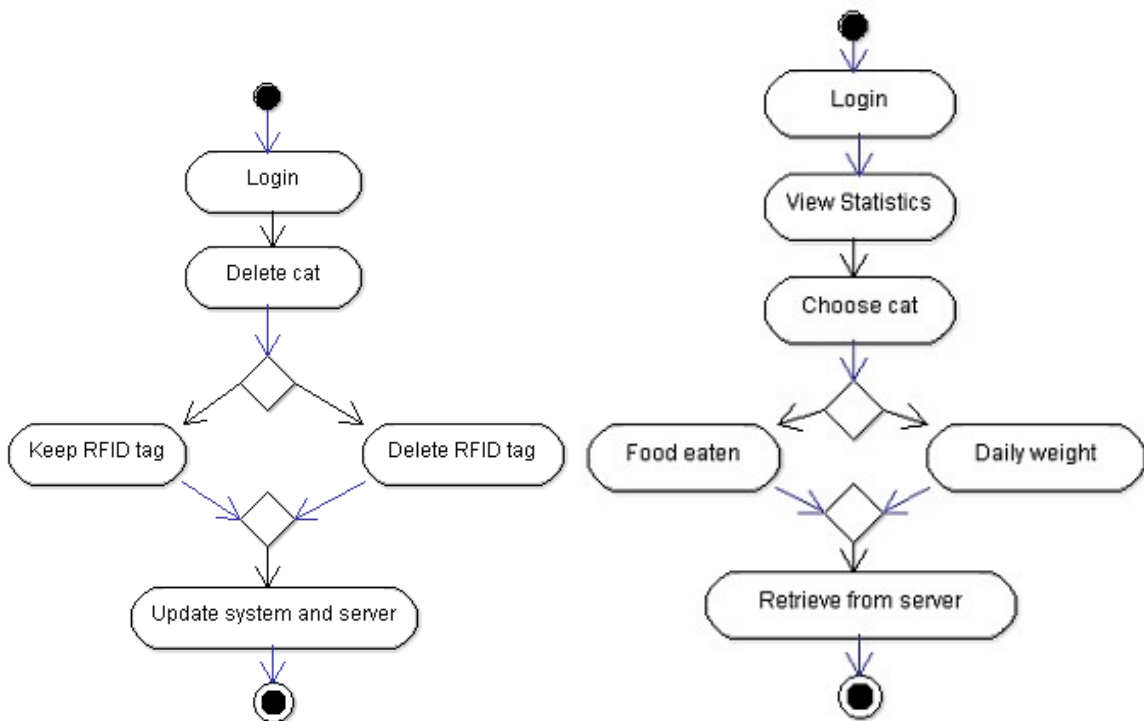 Login
Delete cat
Keep RFID tag
Delete RFID tag
Update system and server
Login
View Statistics
Choose cat
Food eaten
Daily weight
Retrieve from server